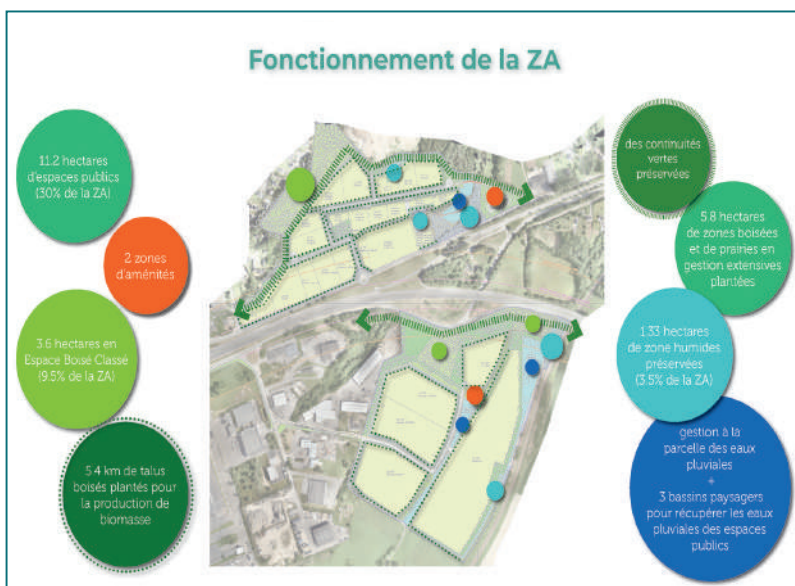 Fonctionnement de la ZA
11.2 hectares
d'espaces publics
(30% de la ZA)
2 zones
d'aménités
3.6 hectares en
Espace Boisé Classé
(9.5% de la ZA)
5.4 km de talus
boisés plantés pour
la production de
biomasse
des continuités
vertes
préservées
5.8 hectares
de zones boisées
et de prairies en
gestion extensives
plantées
1.33 hectares
de zone humides
préservées
(3.5% de la ZA)
gestion à la
parcelle des eaux
pluviales
+
3 bassins paysagers
pour récupérer les eaux
pluviales des espaces
publics